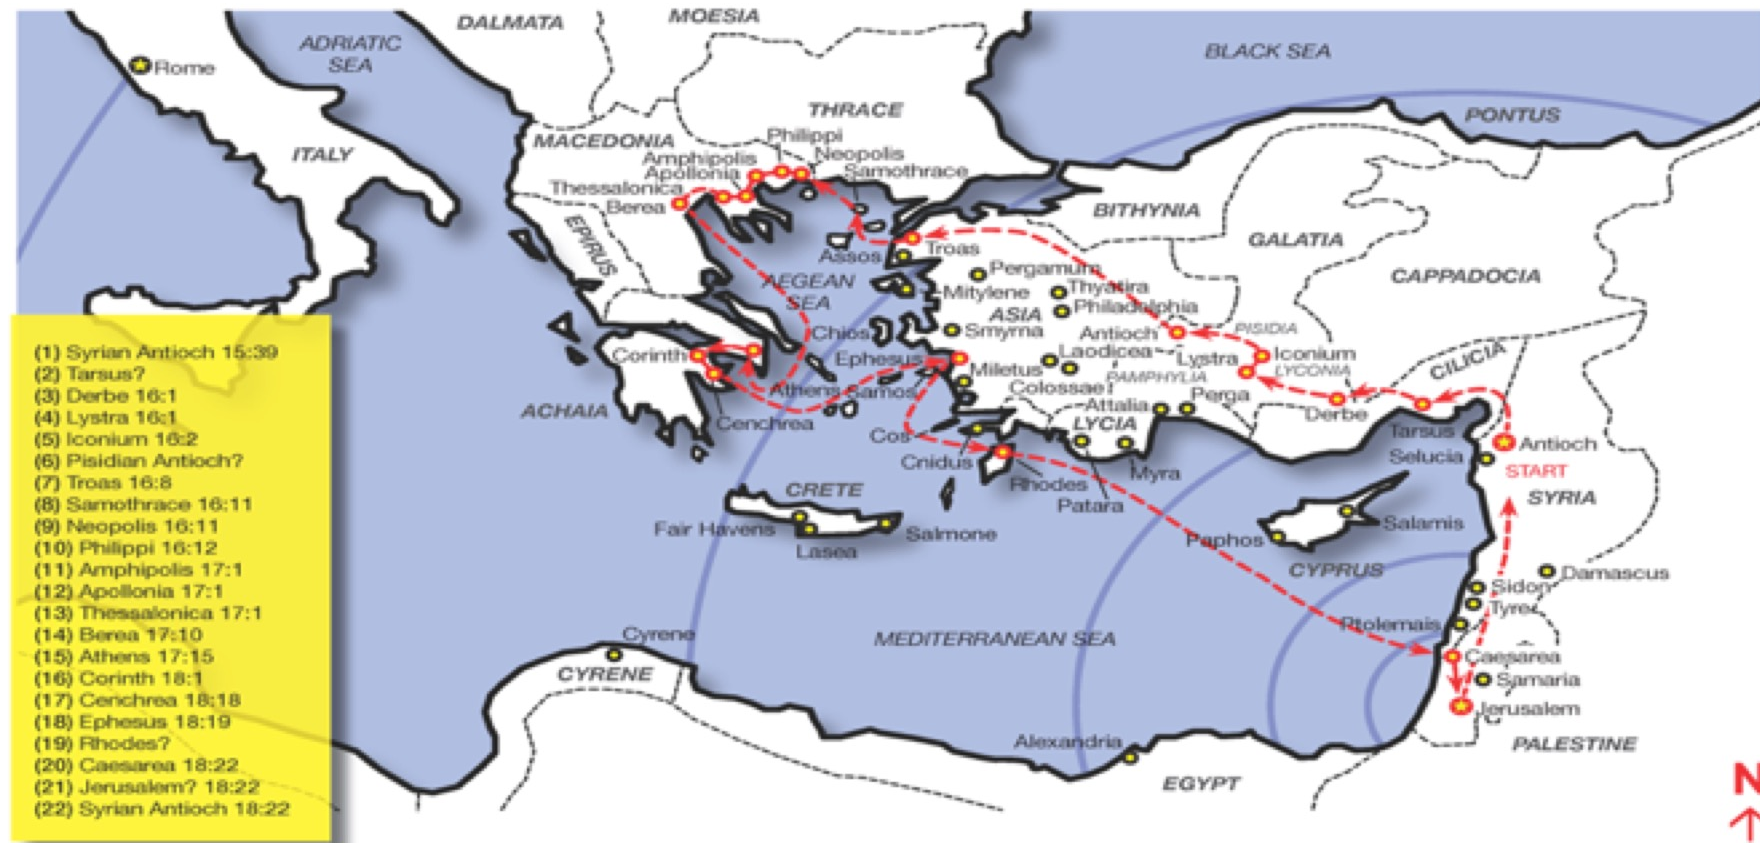 DALMATA
MOESIA
ADRIATIC
SEA
BLACK SEA
Rome
THRACE
PONTUS
MACEDONIA
Philippi
ITALY
Amphipolis
Neopolis
Apollonia
Samothrace
Thessalonica
Berea
BITHYNIA
EPIRUS
GALATIA
Troas
Assos
CAPPADOCIA
Pergamum
AEGEAN
SEA
Mitylene
Thyatira
Philadelphia
ASIA
Chios
Smyrna
Antioch
PISIDIA
Corinth
Ephesus
Laodicea
Lystra
Iconium
Miletus
LYCONIA
CILICIA
Colossae
PAMPHYLIA
Athens
Samos
Attalia
Perga
ACHAIA
Cenchrea
LYCIA
Derbe
Tarsus
Cos
Antioch
Cnidus
Selucia
START
Myra
Rhodes
CRETE
Patara
SYRIA
Fair Havens
Salmone
Salamis
Lasea
Paphos
CYPRUS
Damascus
Sidon
Tyre
Ptolemais
Cyrene
MEDITERRANEAN SEA
Caesarea
CYRENE
Samaria
Jerusalem
Alexandria
PALESTINE
EGYPT
N
(1) Syrian Antioch 15:39
(2) Tarsus?
(3) Derbe 16:1
(4) Lystra 16:1
(5) Iconium 16:2
(6) Pisidian Antioch?
(7) Troas 16:8
(8) Samothrace 16:11
(9) Neopolis 16:11
(10) Philippi 16:12
(11) Amphipolis 17:1
(12) Apollonia 17:1
(13) Thessalonica 17:1
(14) Berea 17:10
(15) Athens 17:15
(16) Corinth 18:1
(17) Cenchrea 18:18
(18) Ephesus 18:19
(19) Rhodes?
(20) Caesarea 18:22
(21) Jerusalem? 18:22
(22) Syrian Antioch 18:22